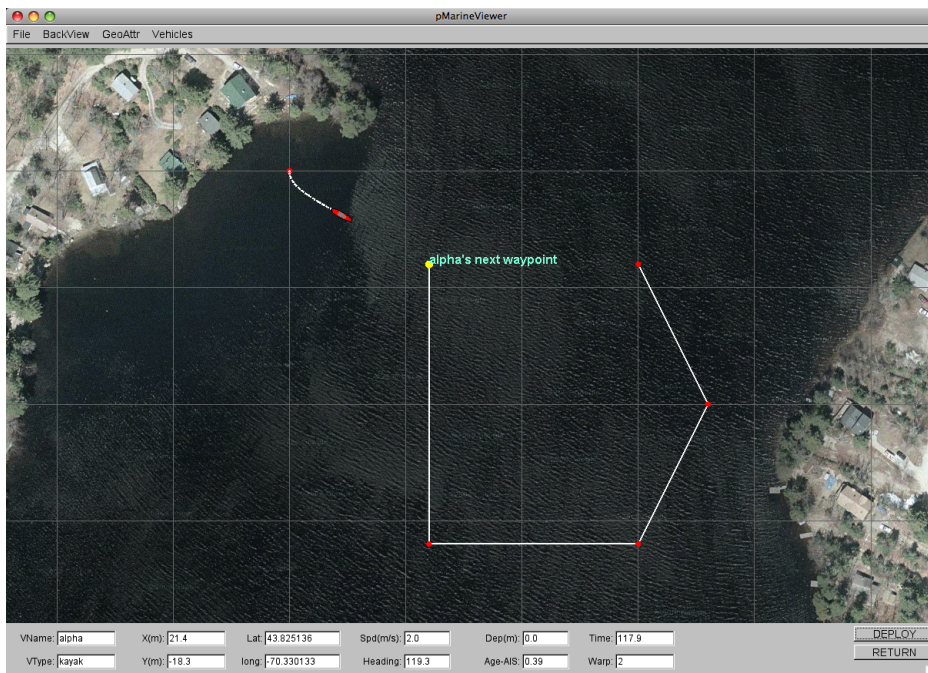 pMarineViewer
File BackView GeoAttr Vehicles
alpha's next waypoint
VName: alpha X(m): 21.4 Lat: 43.825136 Spd(m/s): 2.0 Dep(m): 0.0 Time: 117.9 DEPLOY
VType: kayak Y(m): -18.3 long: -70.330133 Heading: 119.3 Age-AIS: 0.39 Warp: 2 RETURN